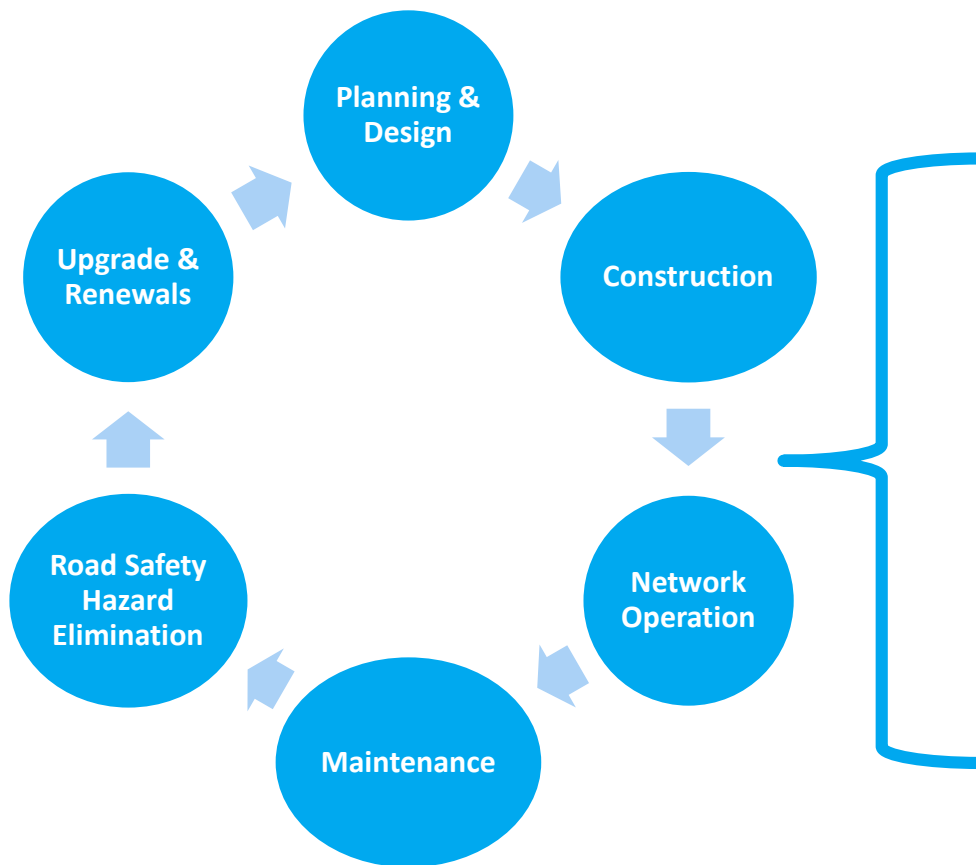 Planning &
Design
Construction
Network
Operation
Maintenance
Road Safety
Hazard
Elimination
Upgrade &
Renewals